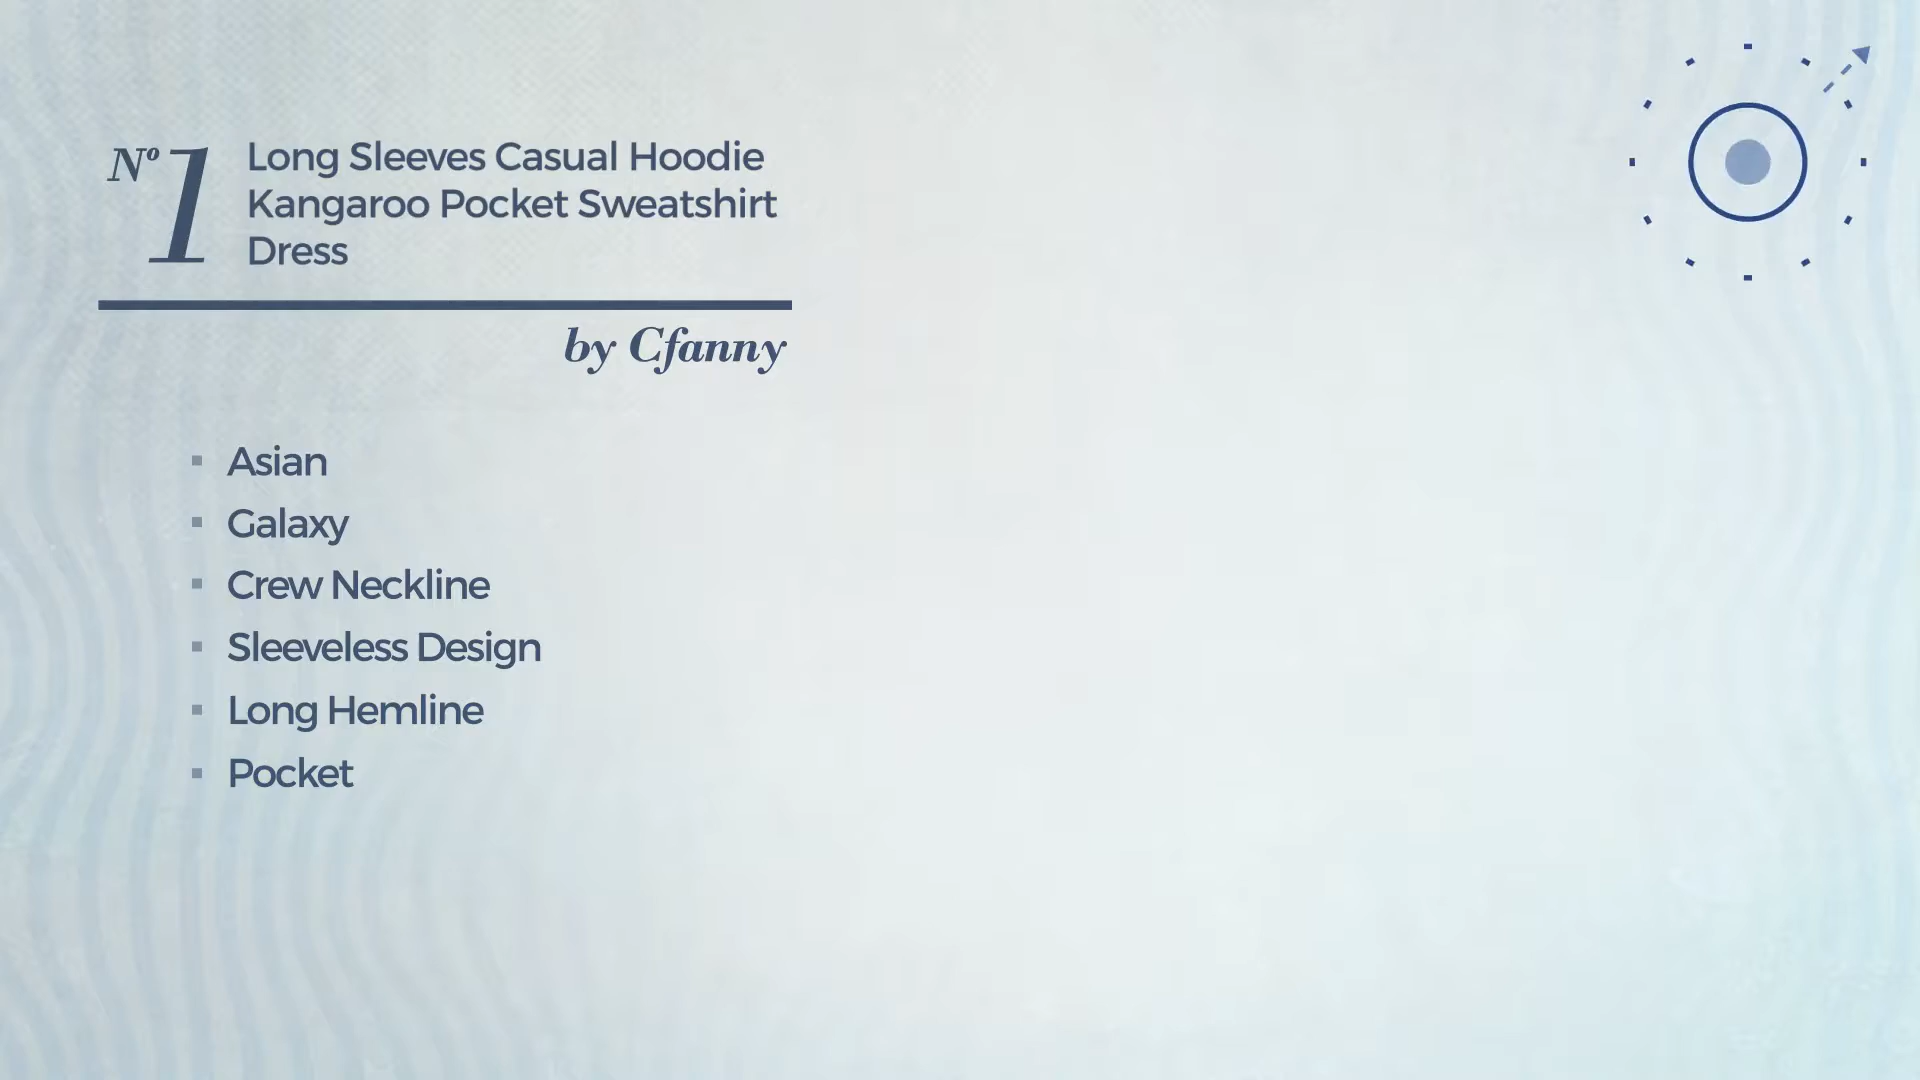 Nº 1
Long Sleeves Casual Hoodie
Kangaroo Pocket Sweatshirt
Dress
by Cfanny
Asian
Galaxy
Crew Neckline
Sleeveless Design
Long Hemline
Pocket